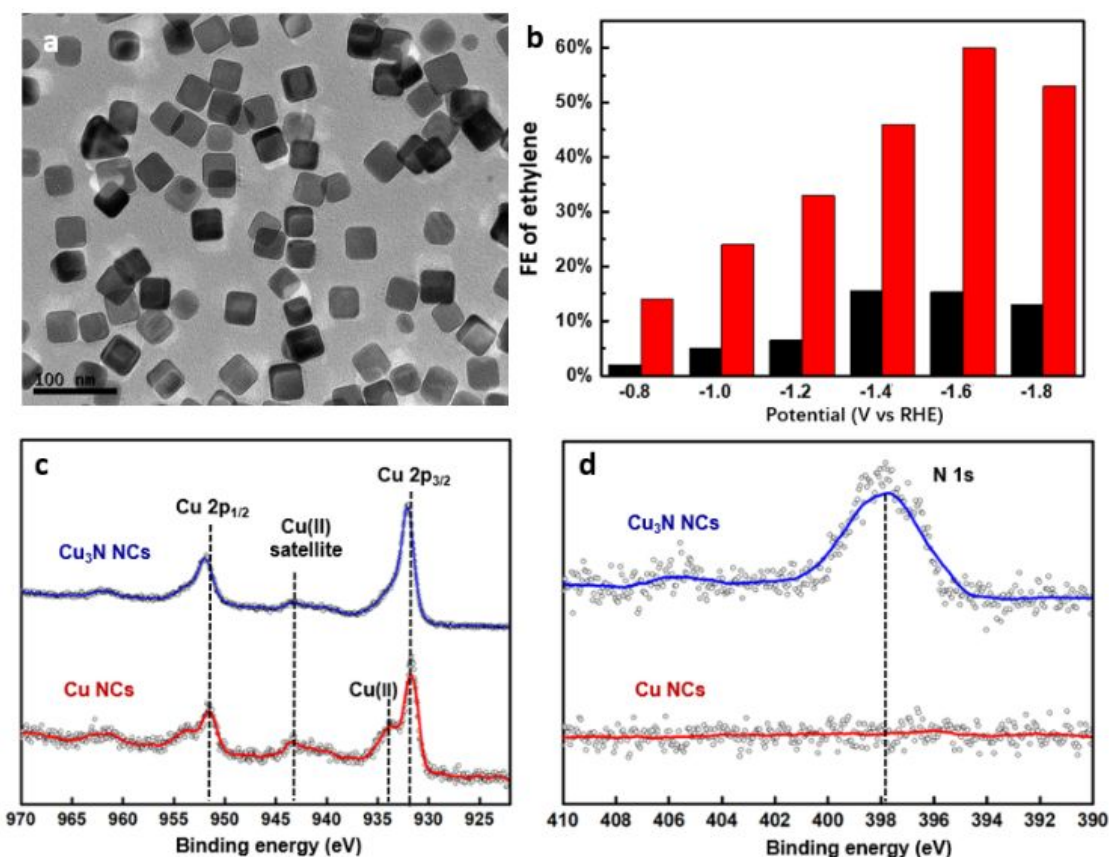 a
100 nm
b
FE of ethylene
60%
50%
40%
30%
20%
10%
0%
-0.8 -1.0 -1.2 -1.4 -1.6 -1.8
Potential (V vs RHE)
c
Cu 2p3/2
Cu 2p1/2
Cu(II)
satellite
Cu₃N NCs
Cu(II)
Cu NCs
970 965 960 955 950 945 940 935 930 925
Binding energy (eV)
d
N 1s
Cu₃N NCs
Cu NCs
410 408 406 404 402 400 398 396 394 392 390
Binding energy (eV)